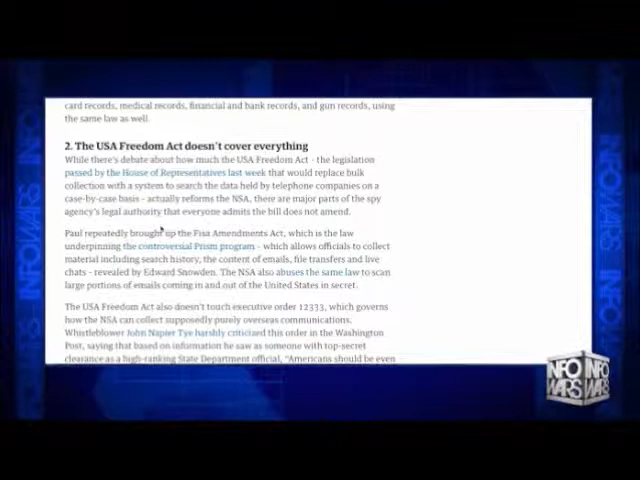 card records, medical records, financial and bank records, and gun records, using
the same law as well.
2. The USA Freedom Act doesn't cover everything
While there's debate about how much the USA Freedom Act - the legislation
passed by the House of Representatives last week that would replace bulk
collection with a system to search the data held by telephone companies on a
case-by-case basis - actually reforms the NSA, there are major parts of the spy
agency's legal authority that everyone admits the bill does not amend.
Paul repeatedly brought up the Fisa Amendments Act, which is the law
underpinning the controversial Prism program - which allows officials to collect
material including search history, the content of emails, file transfers and live
chats - revealed by Edward Snowden. The NSA also abuses the same law to scan
large portions of emails coming in and out of the United States in secret.
The USA Freedom Act also doesn't touch executive order 12333, which governs
how the NSA can collect supposedly purely overseas communications.
Whistleblower John Napier Tye harshly criticized this order in the Washington
Post, saying that based on information he saw as someone with top-secret
clearance as a high-ranking State Department official, "Americans should be even
INFO WARS
INFO WARS
INFOWARS
INFOWARS